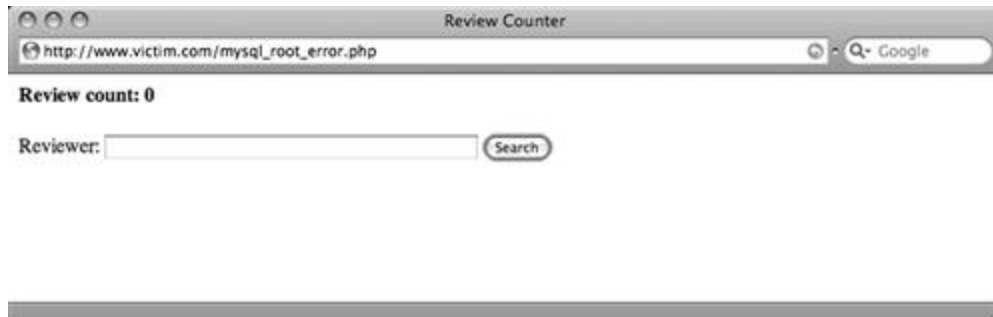 Review Counter
http://www.victim.com/mysql_root_error.php
Google
Review count: 0
Reviewer:
Search